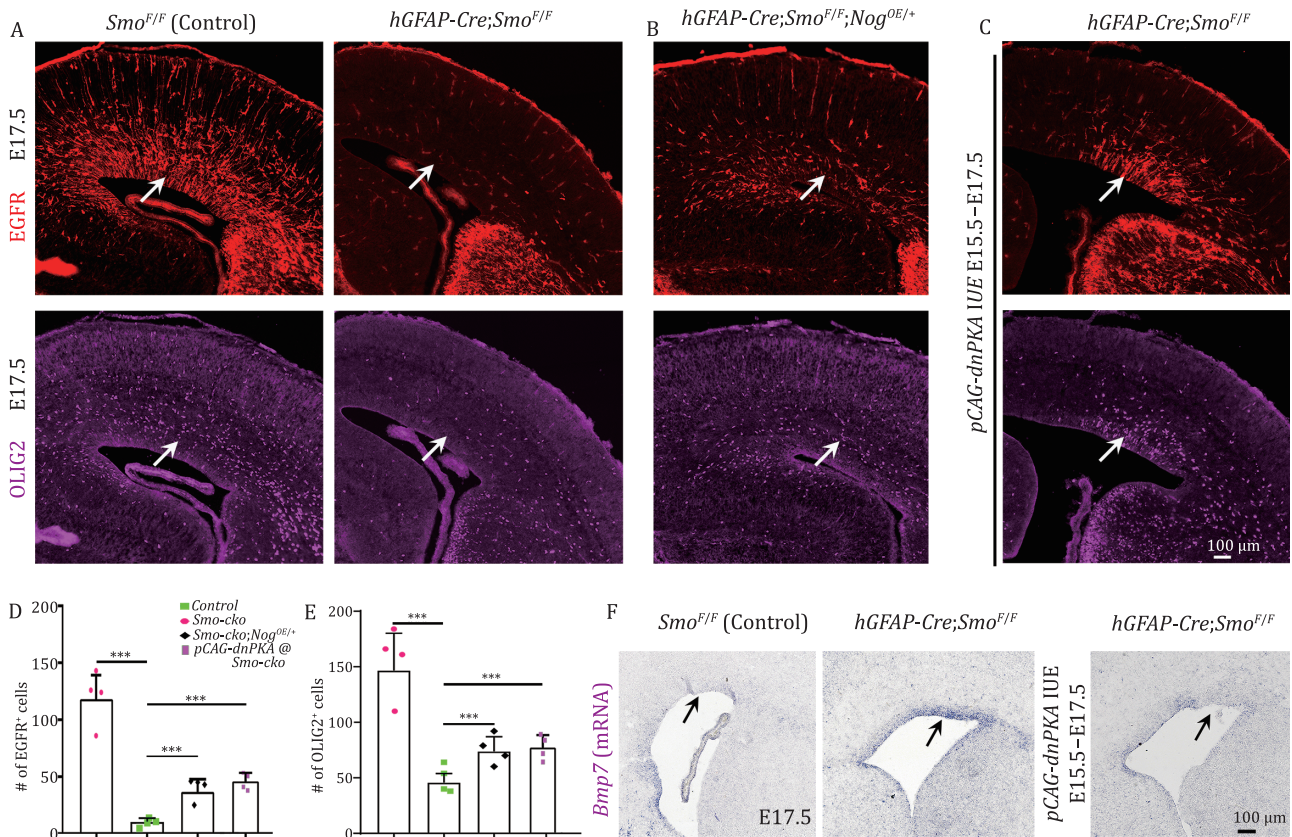 A
Smo^F/F (Control)
hGFAP-Cre;Smo^F/F
B
hGFAP-Cre;Smo^F/F;Nog^OE/+
C
hGFAP-Cre;Smo^F/F
EGFR E17.5
OLIG2 E17.5
pCAG-dnPKA IUE E15.5–E17.5
100 μm
D
# of EGFR+ cells
200
150
100
50
0
***
***
***
Control
Smo-cko
Smo-cko;Nog^OE/+
pCAG-dnPKA @
Smo-cko
E
# of OLIG2+ cells
200
150
100
50
0
***
***
***
F
Smo^F/F (Control)
hGFAP-Cre;Smo^F/F
hGFAP-Cre;Smo^F/F
Bmp7 (mRNA)
E17.5
pCAG-dnPKA IUE
E15.5–E17.5
100 μm